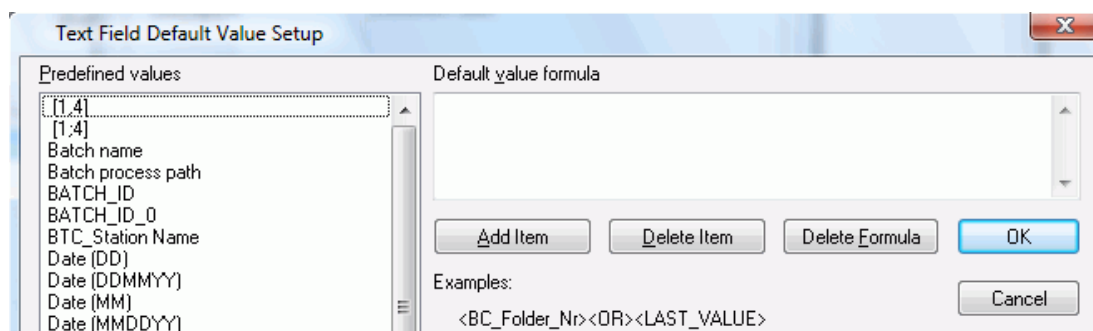 Text Field Default Value Setup
Predefined values
[1,4]
[1;4]
Batch name
Batch process path
BATCH_ID
BATCH_ID_0
BTC_Station Name
Date (DD)
Date (DDMMYY)
Date (MM)
Date (MMDDYY)
Default value formula
Add Item
Delete Item
Delete Formula
OK
Examples:
Cancel
<BC_Folder_Nr><OR><LAST_VALUE>